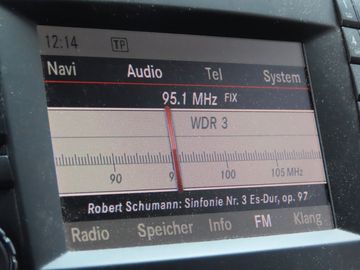 12:14 TP
Navi Audio Tel System
95.1 MHz FIX
WDR 3
90 9 100 105 MHz
Robert Schumann: Sinfonie Nr. 3 Es-Dur, op. 97
Radio Speicher Info FM Klang